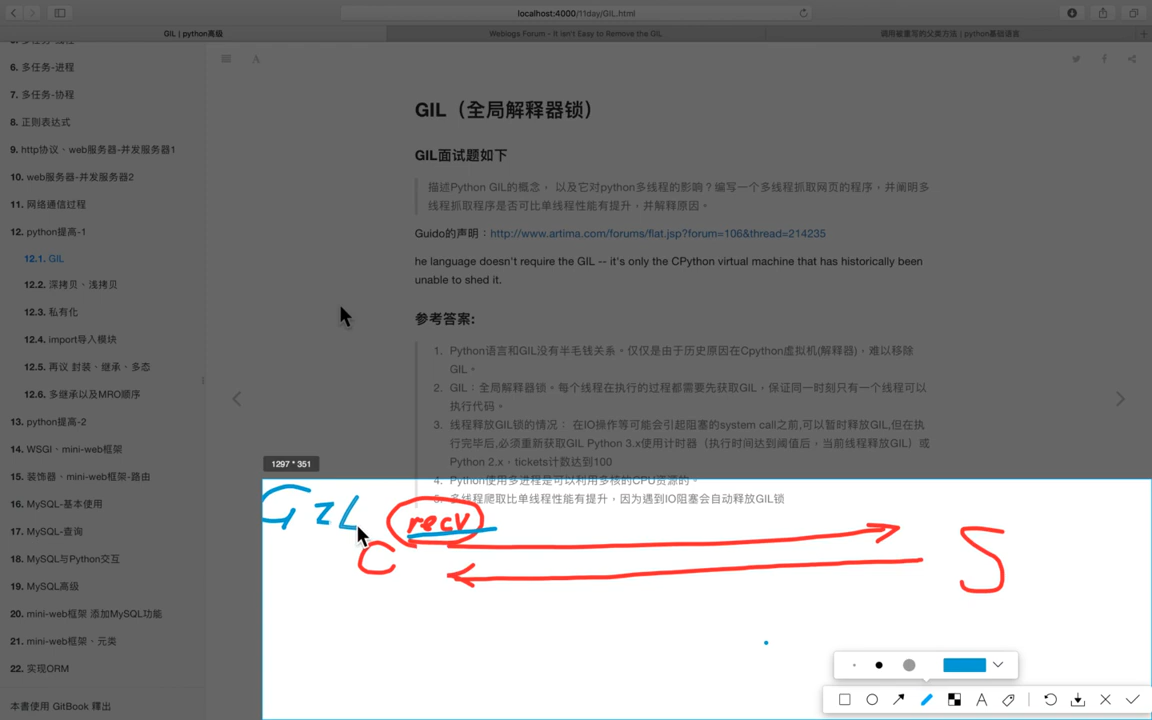 localhost:4000/11day/GIL.html
GIL | python高级
Weblogs Forum - It isn't Easy to Remove the GIL
调用被重写的父类方法 | python基础语言
6. 多任务-进程
7. 多任务-协程
8. 正则表达式
9. http协议、web服务器-并发服务器1
10. web服务器-并发服务器2
11. 网络通信过程
12. python提高-1
12.1. GIL
12.2. 深拷贝、浅拷贝
12.3. 私有化
12.4. import导入模块
12.5. 再议 封装、继承、多态
12.6. 多继承以及MRO顺序
13. python提高-2
14. WSGI、mini-web框架
15. 装饰器、mini-web框架-路由
16. MySQL-基本使用
17. MySQL-查询
18. MySQL与Python交互
19. MySQL高级
20. mini-web框架 添加MySQL功能
21. mini-web框架、元类
22. 实现ORM
本書使用 GitBook 釋出
A
GIL（全局解释器锁）
GIL面试题如下
描述Python GIL的概念， 以及它对python多线程的影响？编写一个多线程抓取网页的程序，并阐明多
线程抓取程序是否可比单线程性能有提升，并解释原因。
Guido的声明：http://www.artima.com/forums/flat.jsp?forum=106&thread=214235
he language doesn't require the GIL -- it's only the CPython virtual machine that has historically been
unable to shed it.
参考答案:
1. Python语言和GIL没有半毛钱关系。仅仅是由于历史原因在Cpython虚拟机(解释器)，难以移除
GIL。
2. GIL：全局解释器锁。每个线程在执行的过程都需要先获取GIL，保证同一时刻只有一个线程可以
执行代码。
3. 线程释放GIL锁的情况： 在IO操作等可能会引起阻塞的system call之前,可以暂时释放GIL,但在执
行完毕后,必须重新获取GIL Python 3.x使用计时器（执行时间达到阈值后，当前线程释放GIL）或
Python 2.x，tickets计数达到100
4. Python使用多进程是可以利用多核的CPU资源的。
5. 多线程爬取比单线程性能有提升，因为遇到IO阻塞会自动释放GIL锁
1297 * 351
GIL
recv
C
S
A